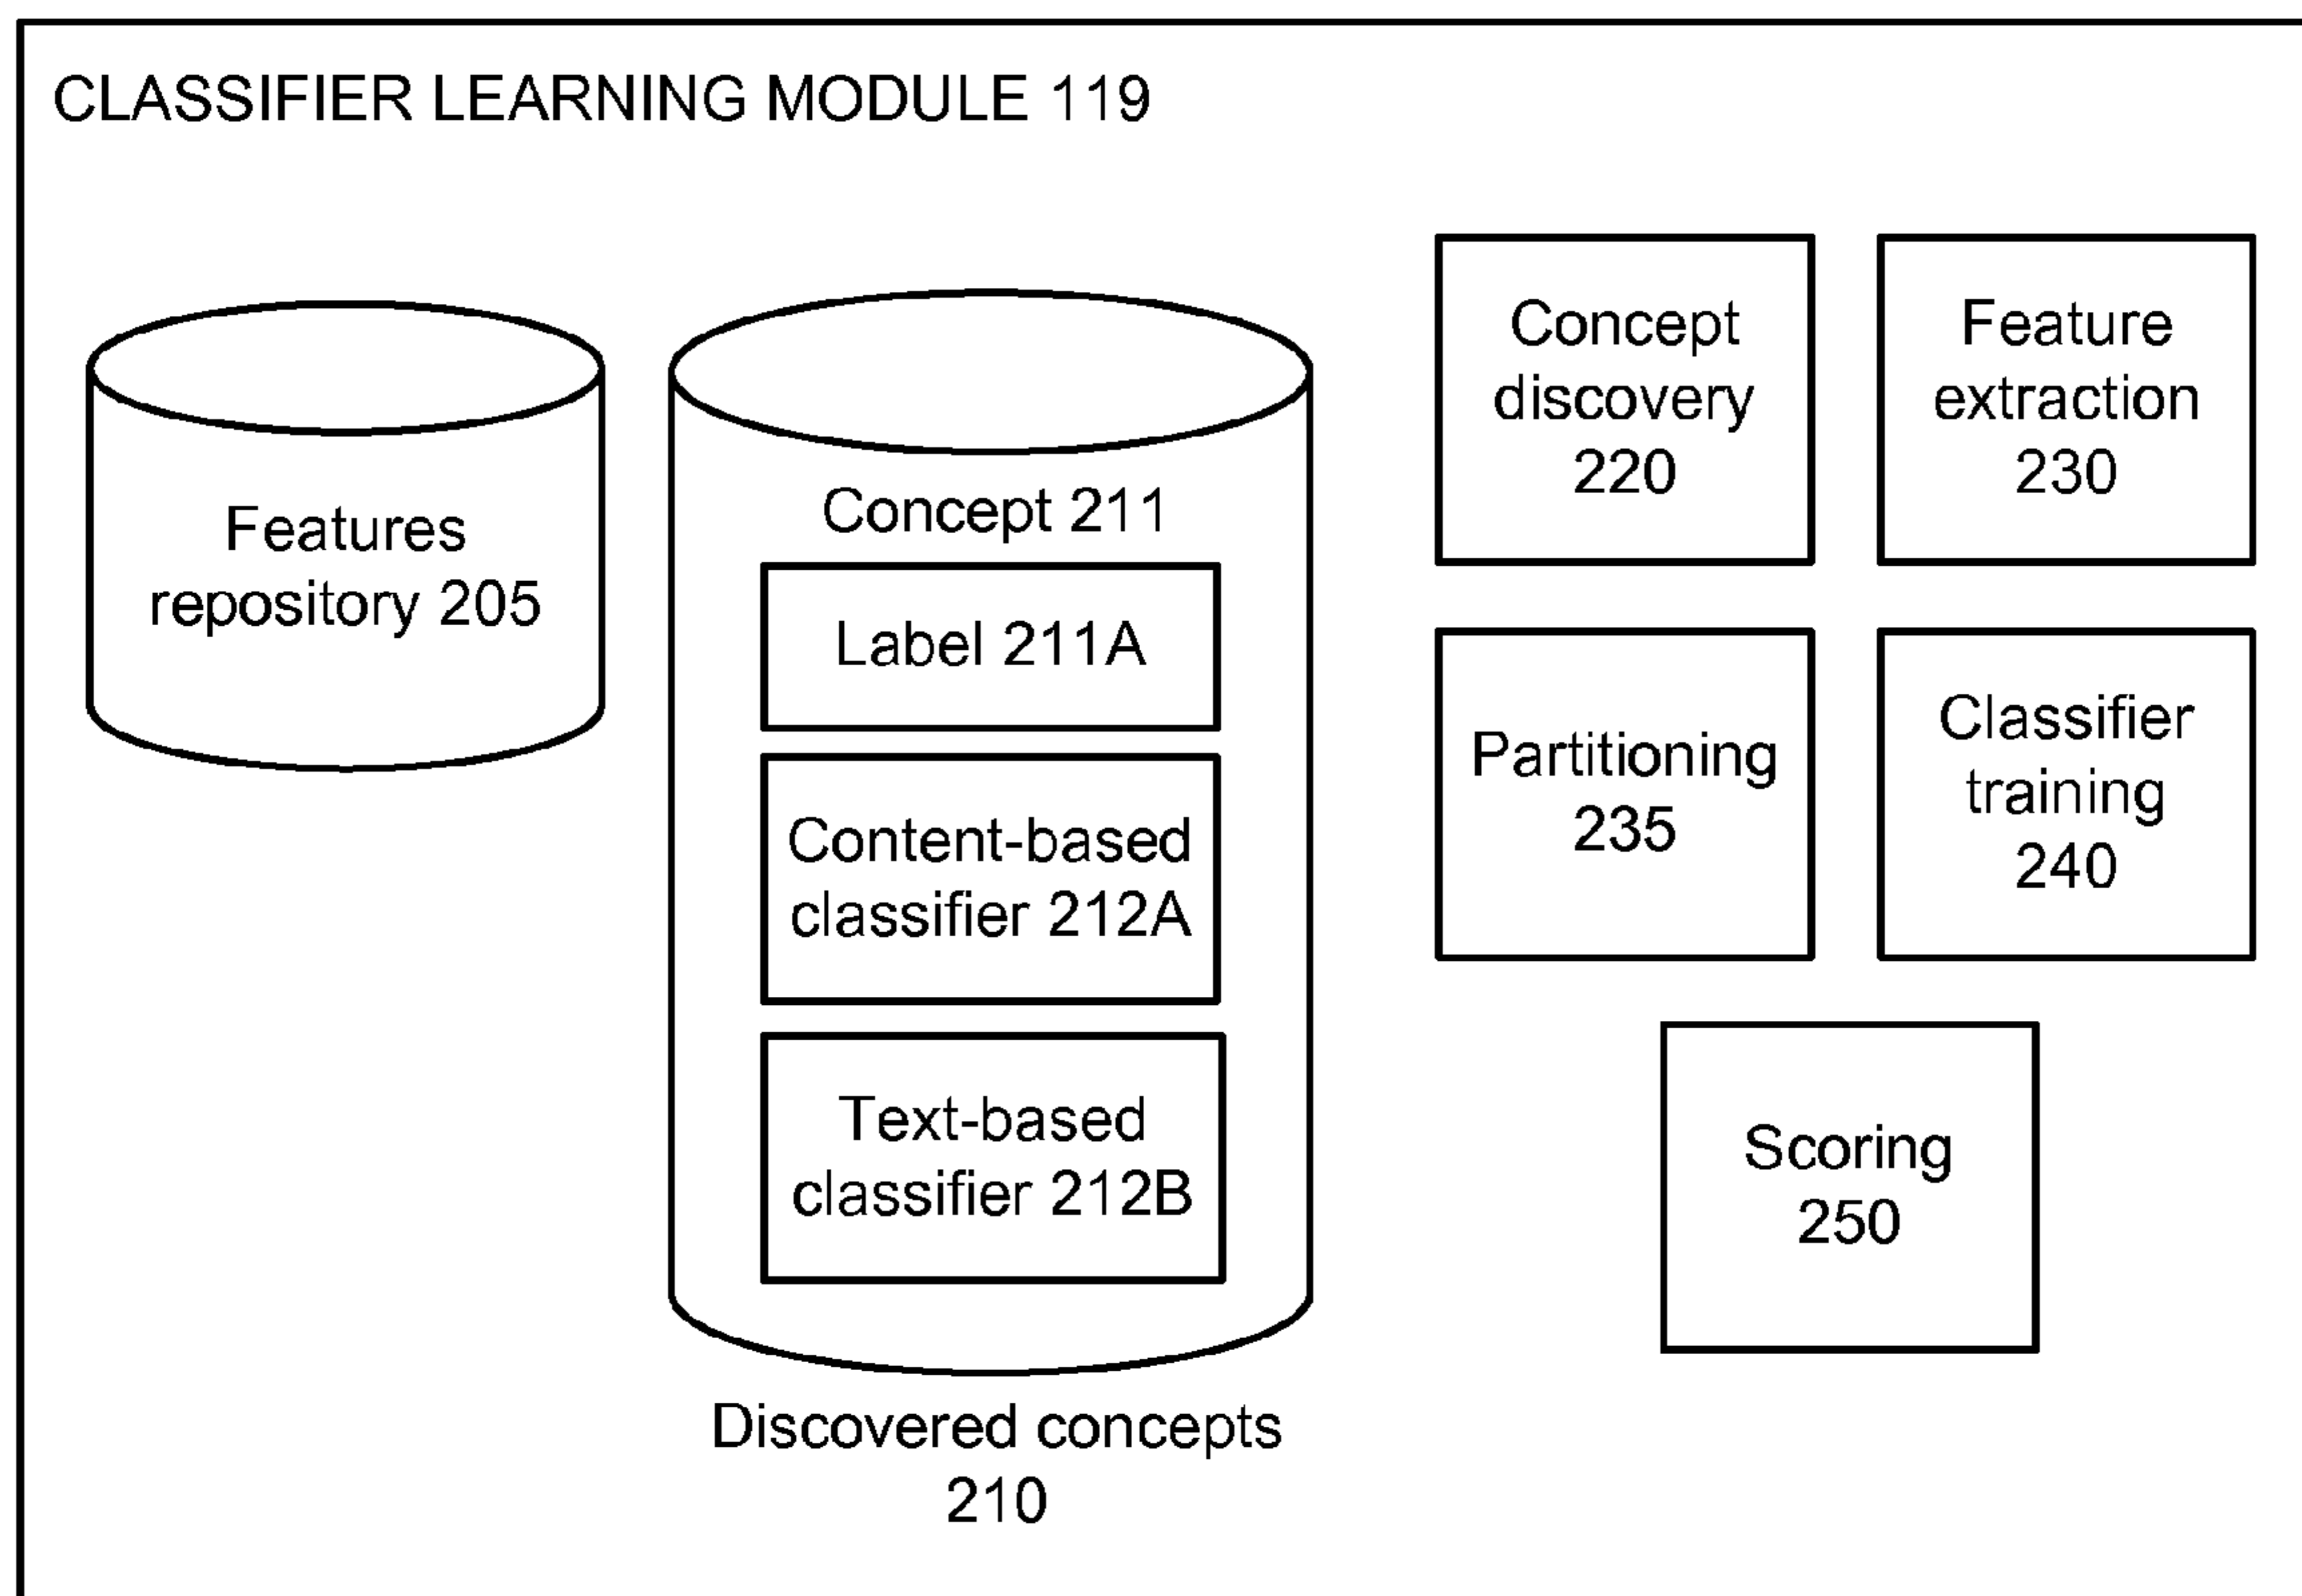 CLASSIFIER LEARNING MODULE 119
Features
repository 205
Concept 211
Label 211A
Content-based
classifier 212A
Text-based
classifier 212B
Discovered concepts
210
Concept
discovery
220
Feature
extraction
230
Partitioning
235
Classifier
training
240
Scoring
250